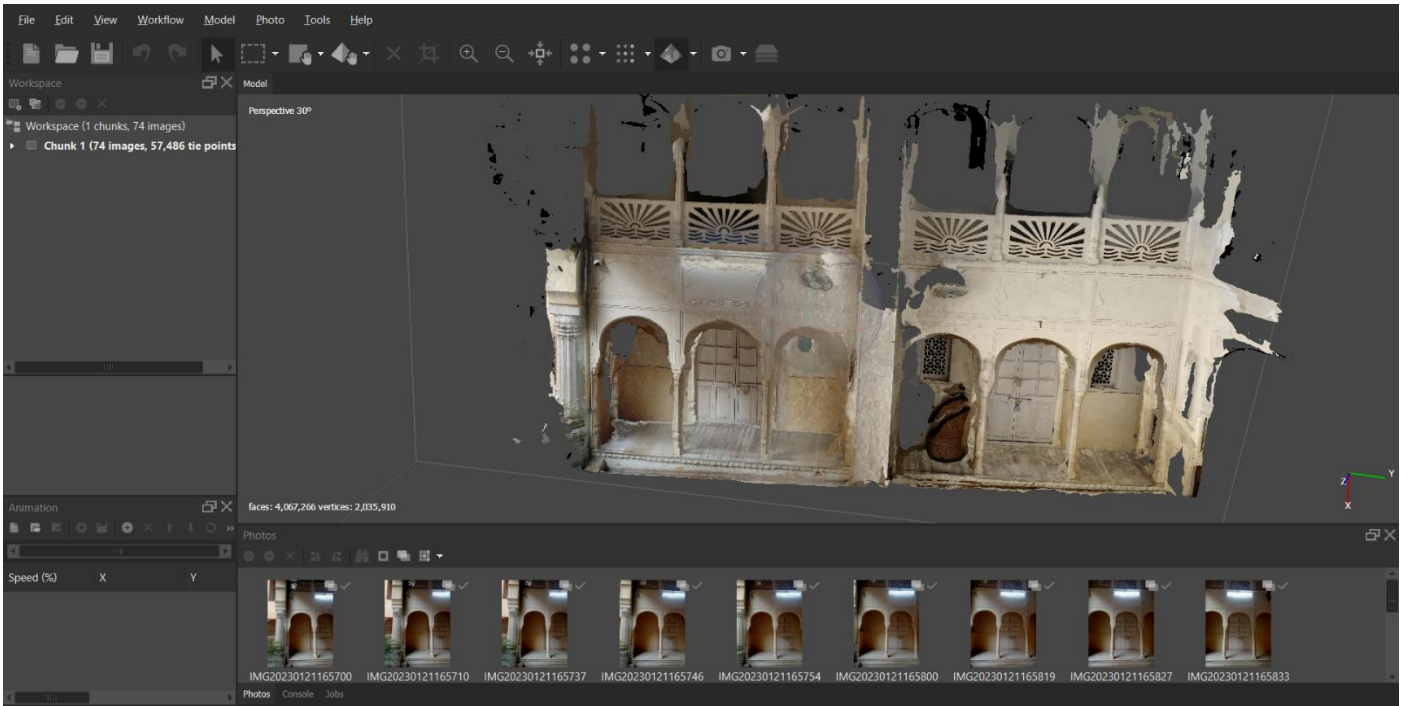 File Edit View Workflow Model Photo Tools Help
Workspace
Model
Workspace (1 chunks, 74 images)
Chunk 1 (74 images, 57,486 tie points
Perspective 30°
faces: 4,067,266 vertices: 2,035,910
Z Y
X
Animation
Speed (%) X Y
Photos
IMG20230121165700 IMG20230121165710 IMG20230121165737 IMG20230121165746 IMG20230121165754 IMG20230121165800 IMG20230121165819 IMG20230121165827 IMG20230121165833
Photos Console Jobs